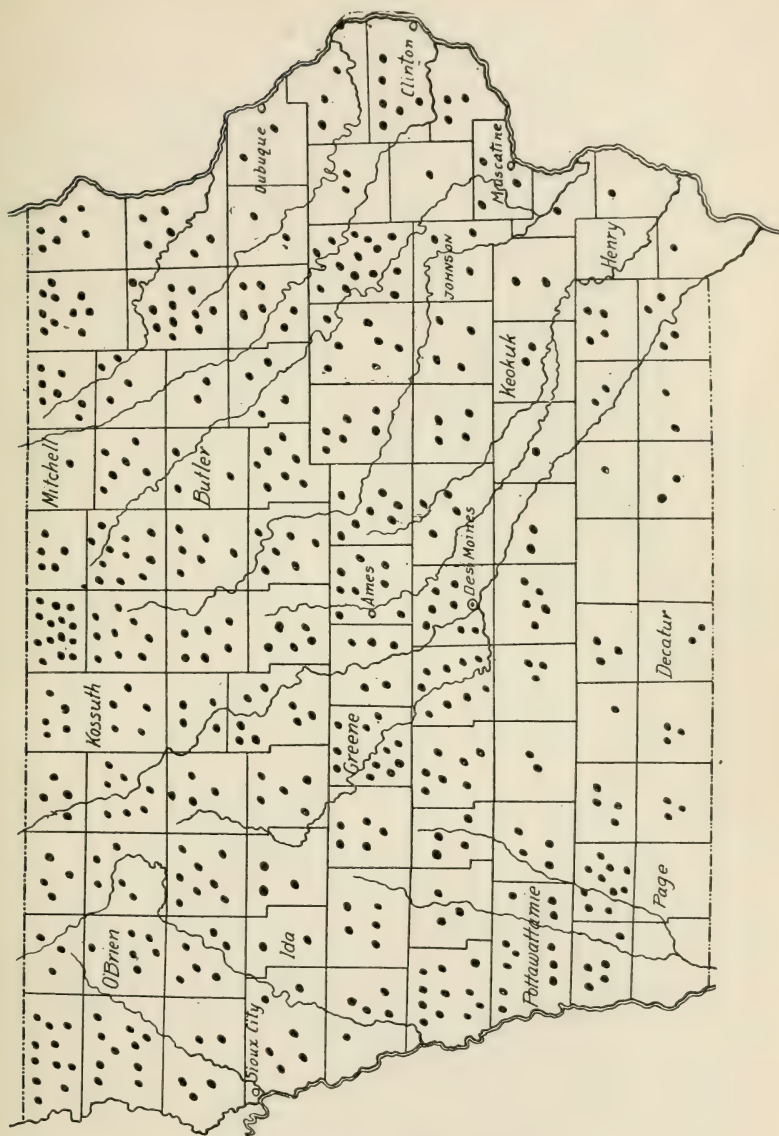 Mitchell
Kossuth
O'Brien
Butler
Sioux City
Dubuque
Ida
Greene
Ames
Clinton
JOHNSON
Des Moines
Muscatine
Keokuk
Pottawattamie
Henry
Page
Decatur